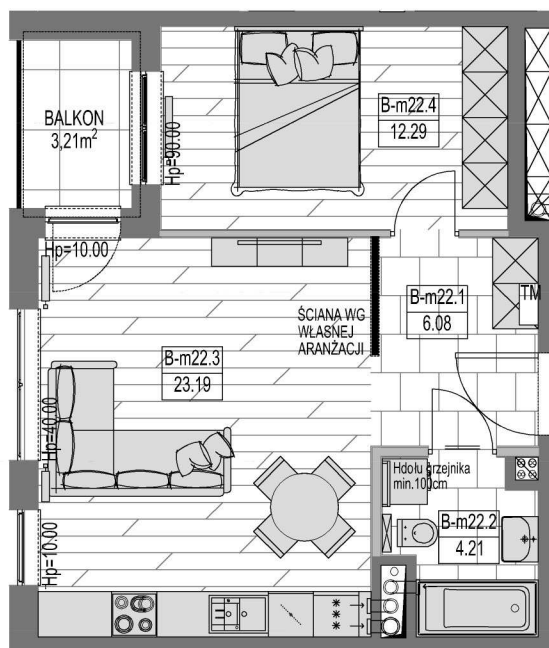 BALKON
3,21m²
Hp=90.00
B-m22.4
12.29
Hp=10.00
ŚCIANA WG
WŁASNEJ
ARANŻACJI
B-m22.1
6.08
TM
B-m22.3
23.19
Hp=40.00
Hdołu grzejnika
min.100cm
B-m22.2
4.21
Hp=10.00